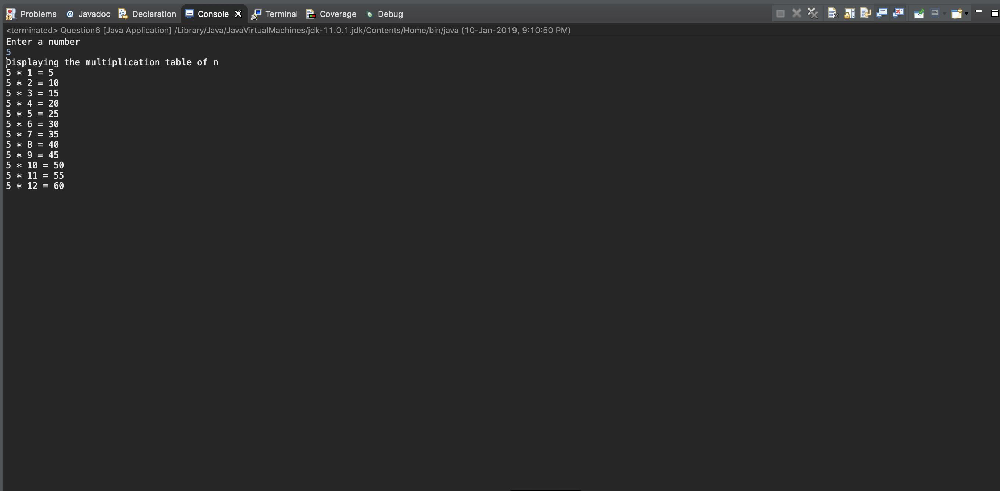 Problems @ Javadoc Declaration Console Terminal Coverage Debug
<terminated> Question6 [Java Application] /Library/Java/JavaVirtualMachines/jdk-11.0.1.jdk/Contents/Home/bin/java (10-Jan-2019, 9:10:50 PM)
Enter a number
5
Displaying the multiplication table of n
5 * 1 = 5
5 * 2 = 10
5 * 3 = 15
5 * 4 = 20
5 * 5 = 25
5 * 6 = 30
5 * 7 = 35
5 * 8 = 40
5 * 9 = 45
5 * 10 = 50
5 * 11 = 55
5 * 12 = 60